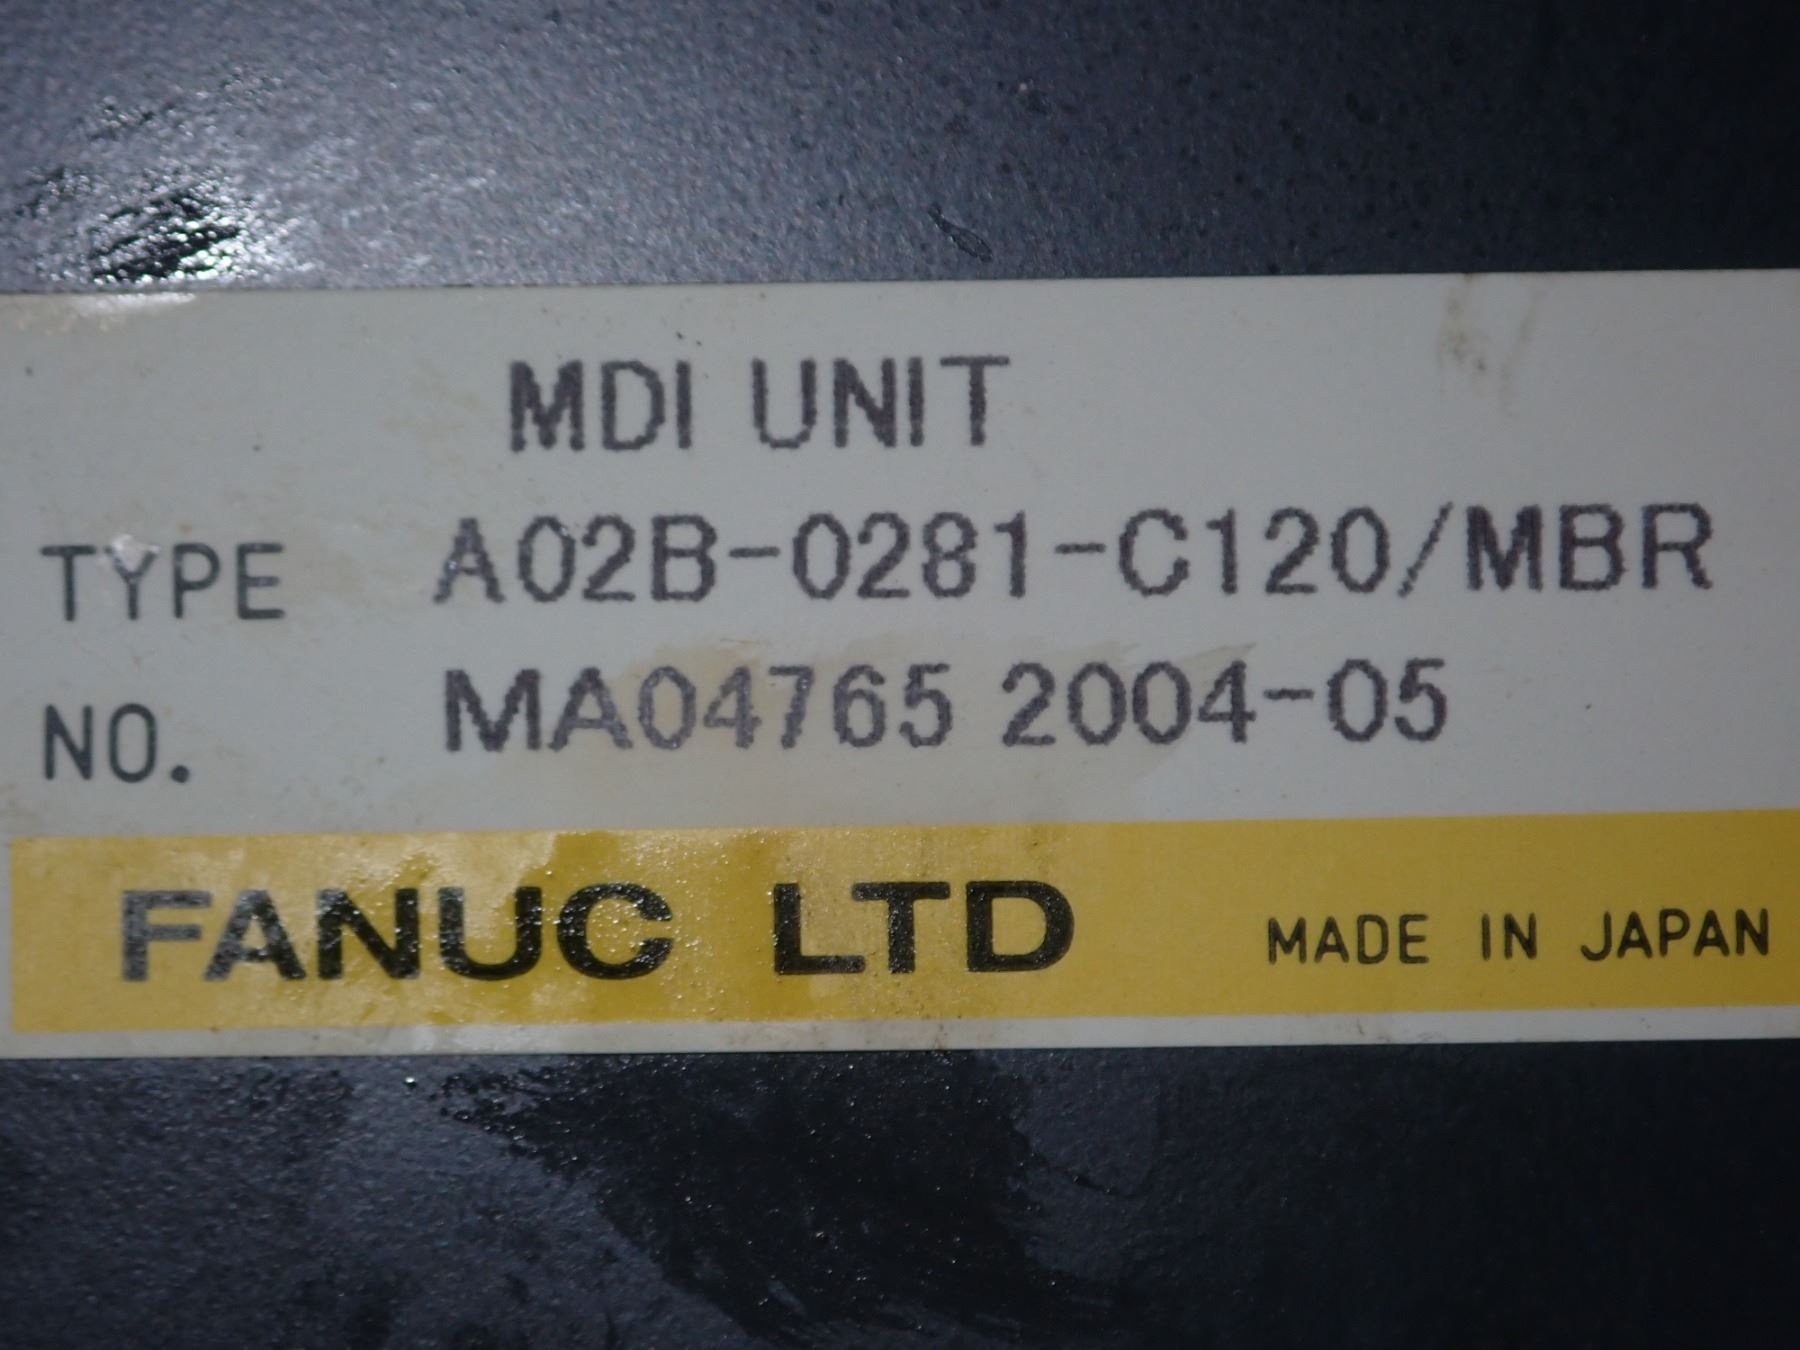 MDI UNIT
TYPE A02B-0281-C120/MBR
NO. MA04765 2004-05
FANUC LTD MADE IN JAPAN